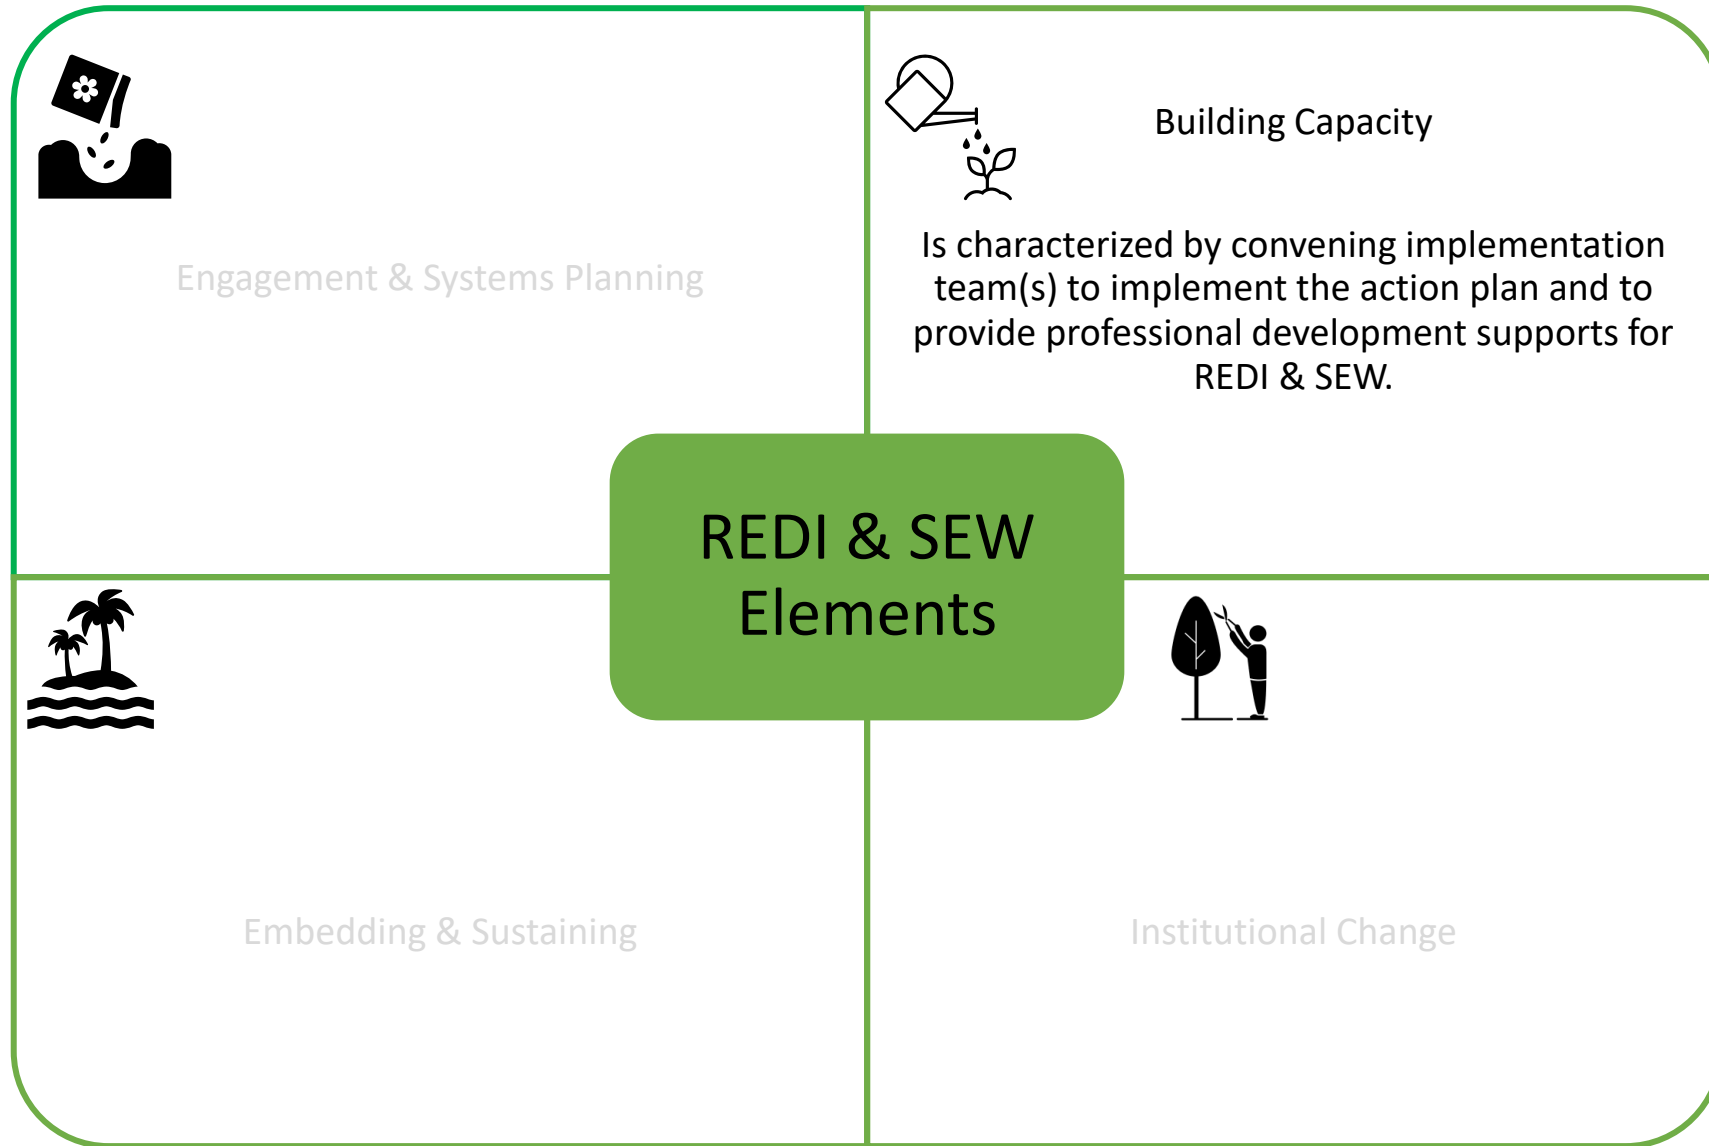 Engagement & Systems Planning
Building Capacity
Is characterized by convening implementation
team(s) to implement the action plan and to
provide professional development supports for
REDI & SEW.
REDI & SEW
Elements
Embedding & Sustaining
Institutional Change